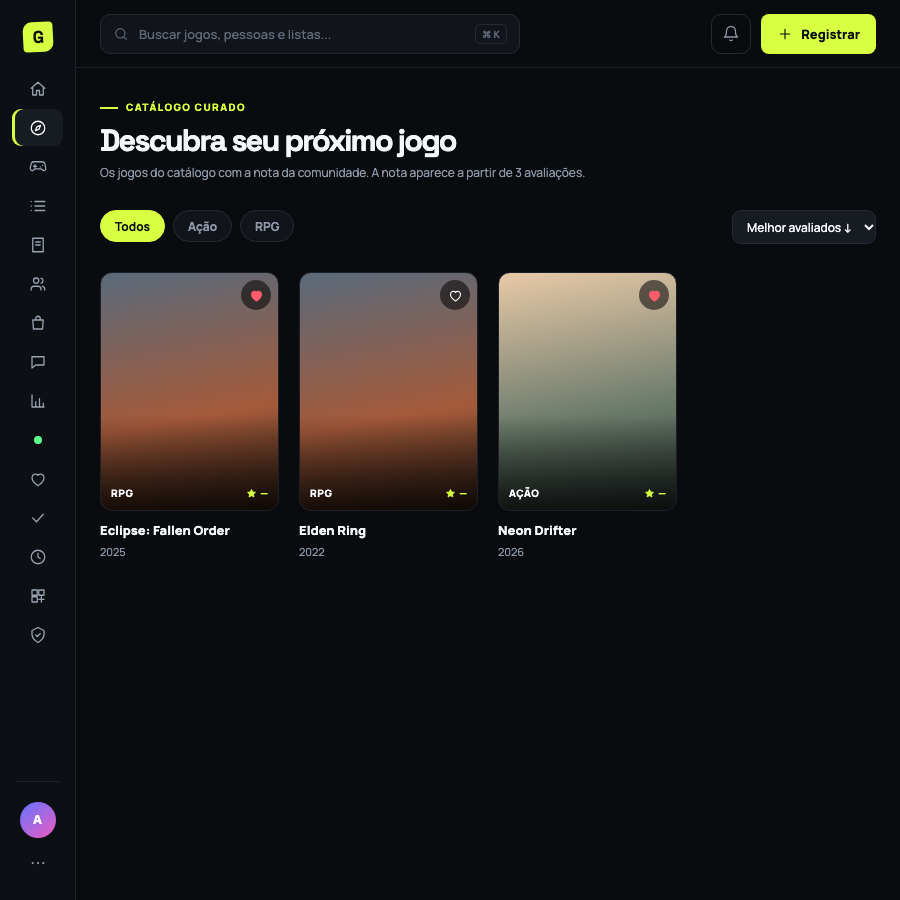 G
Buscar jogos, pessoas e listas...
⌘ K
Registrar
CATÁLOGO CURADO
Descubra seu próximo jogo
Os jogos do catálogo com a nota da comunidade. A nota aparece a partir de 3 avaliações.
Todos
Ação
RPG
Melhor avaliados ↓
RPG
★ –
RPG
★ –
AÇÃO
★ –
Eclipse: Fallen Order
Elden Ring
Neon Drifter
2025
2022
2026
A
...